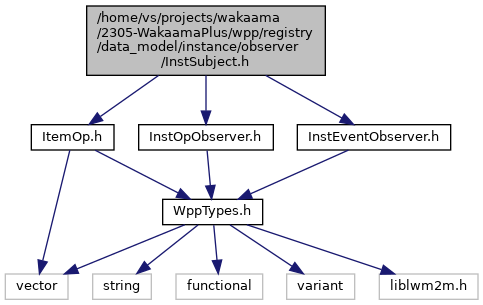 /home/vs/projects/wakaama
/2305-WakaamaPlus/wpp/registry
/data_model/instance/observer
/InstSubject.h
ItemOp.h
InstOpObserver.h
InstEventObserver.h
WppTypes.h
vector
string
functional
variant
liblwm2m.h